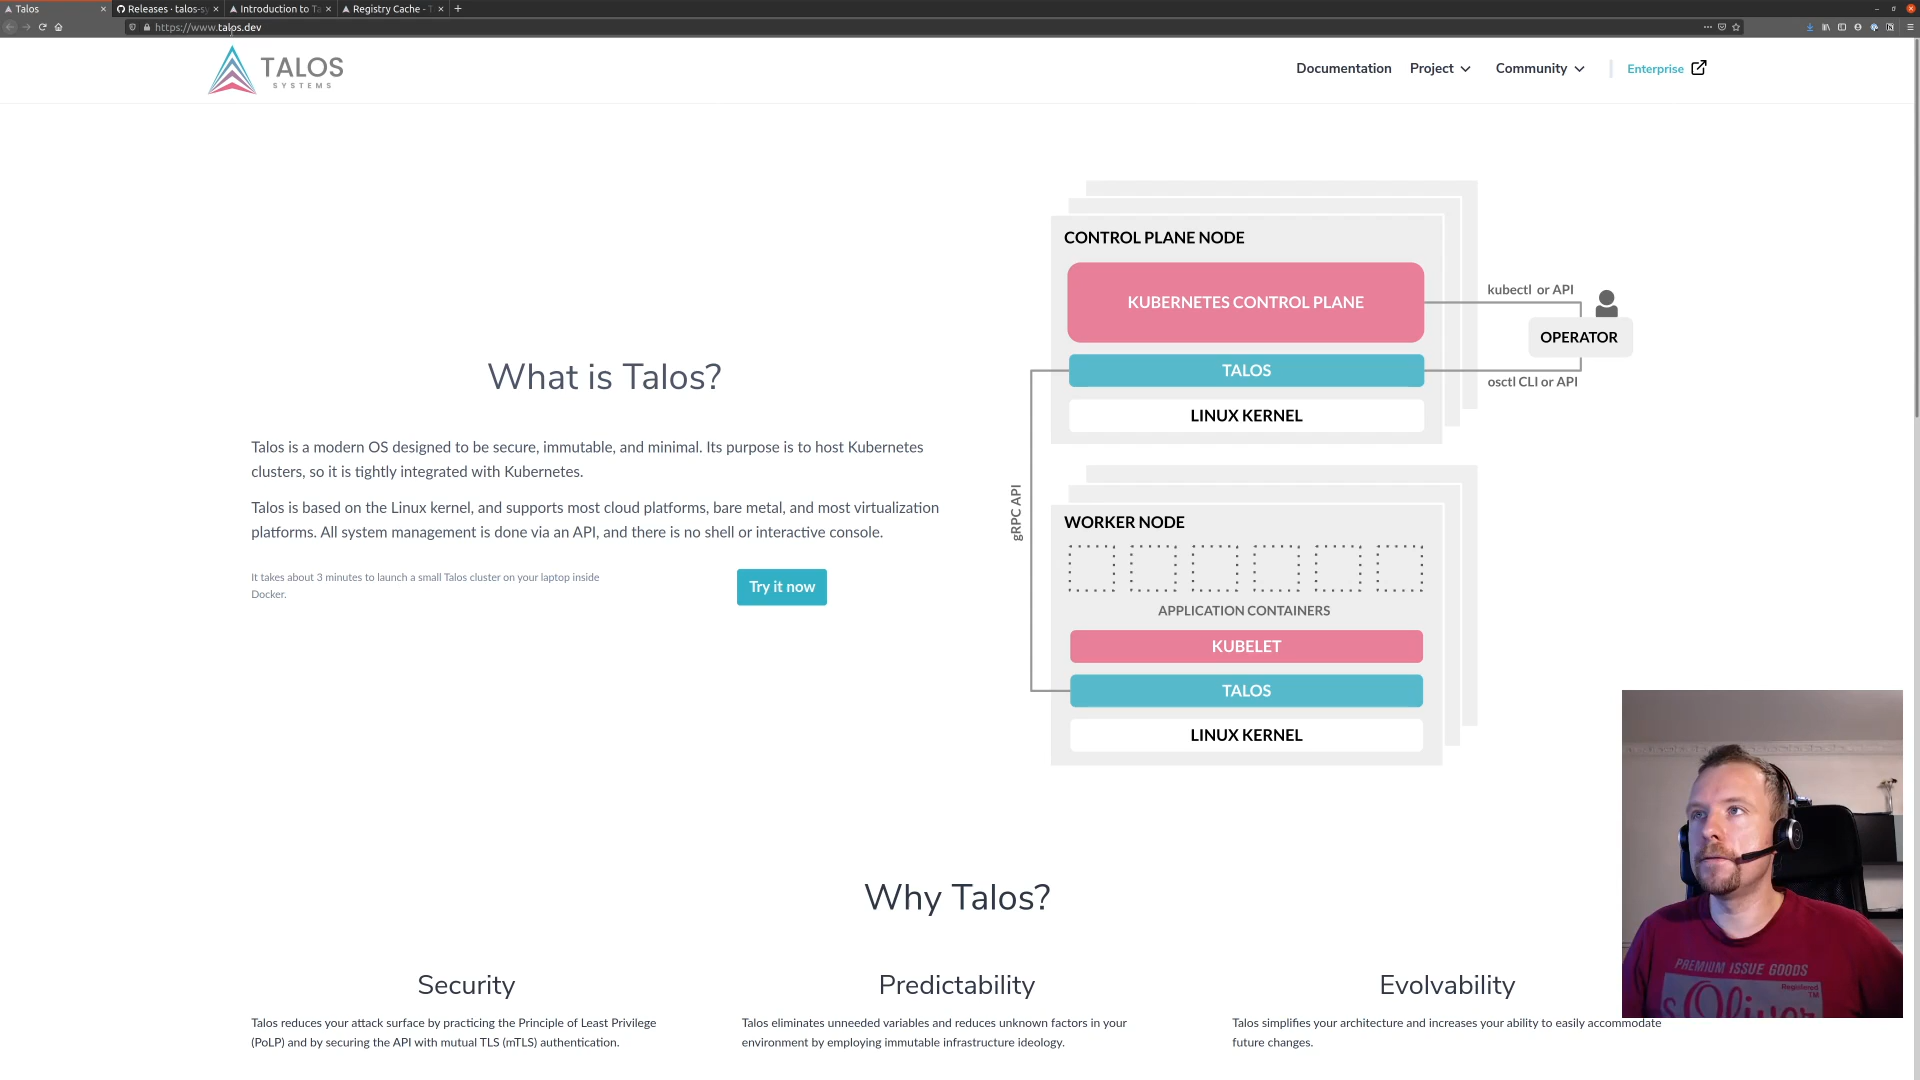 Talos
Releases · talos-sy
Introduction to Ta
Registry Cache - T
https://www.talos.dev
TALOS
SYSTEMS
Documentation
Project
Community
Enterprise
What is Talos?
Talos is a modern OS designed to be secure, immutable, and minimal. Its purpose is to host Kubernetes
clusters, so it is tightly integrated with Kubernetes.
Talos is based on the Linux kernel, and supports most cloud platforms, bare metal, and most virtualization
platforms. All system management is done via an API, and there is no shell or interactive console.
It takes about 3 minutes to launch a small Talos cluster on your laptop inside
Docker.
Try it now
CONTROL PLANE NODE
KUBERNETES CONTROL PLANE
TALOS
LINUX KERNEL
kubectl or API
OPERATOR
osctl CLI or API
gRPC API
WORKER NODE
APPLICATION CONTAINERS
KUBELET
TALOS
LINUX KERNEL
Why Talos?
Security
Talos reduces your attack surface by practicing the Principle of Least Privilege
(PoLP) and by securing the API with mutual TLS (mTLS) authentication.
Predictability
Talos eliminates unneeded variables and reduces unknown factors in your
environment by employing immutable infrastructure ideology.
Evolvability
Talos simplifies your architecture and increases your ability to easily accommodate
future changes.
PREMIUM ISSUE GOODS
Registered
TM
s.Oliver